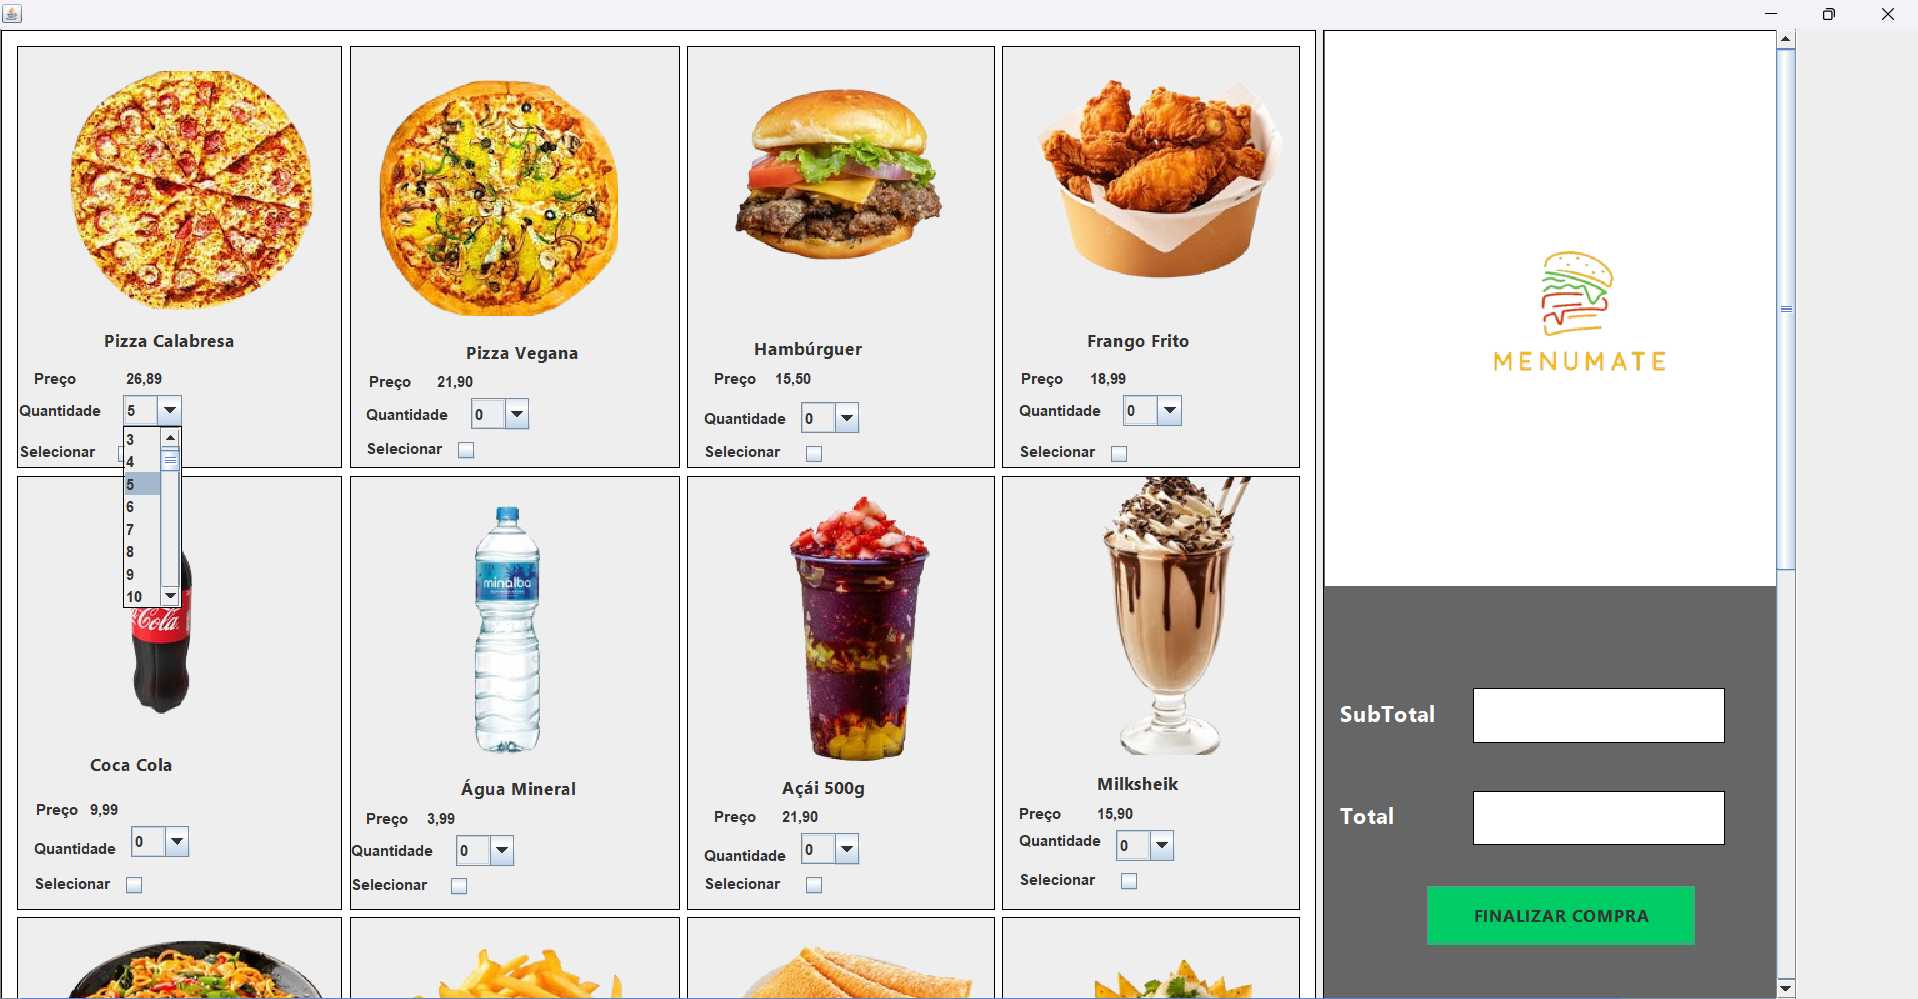 Pizza Calabresa
Preço 26,89
Quantidade 5
3
4
5
6
7
8
9
10
Selecionar
Pizza Vegana
Preço 21,90
Quantidade 0
Selecionar
Hambúrguer
Preço 15,50
Quantidade 0
Selecionar
Frango Frito
Preço 18,99
Quantidade 0
Selecionar
Cola
Coca Cola
Preço 9,99
Quantidade 0
Selecionar
minalba
Água Mineral
Preço 3,99
Quantidade 0
Selecionar
Açái 500g
Preço 21,90
Quantidade 0
Selecionar
Milksheik
Preço 15,90
Quantidade 0
Selecionar
MENUMATE
SubTotal
Total
FINALIZAR COMPRA